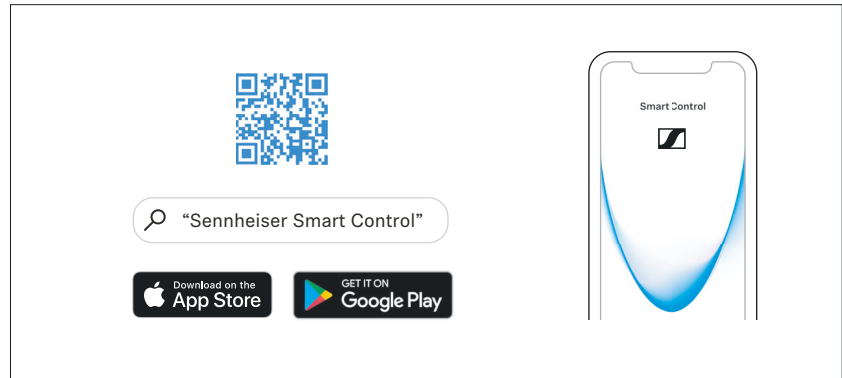 Smart Control
“Sennheiser Smart Control”
Download on the
App Store
GET IT ON
Google Play